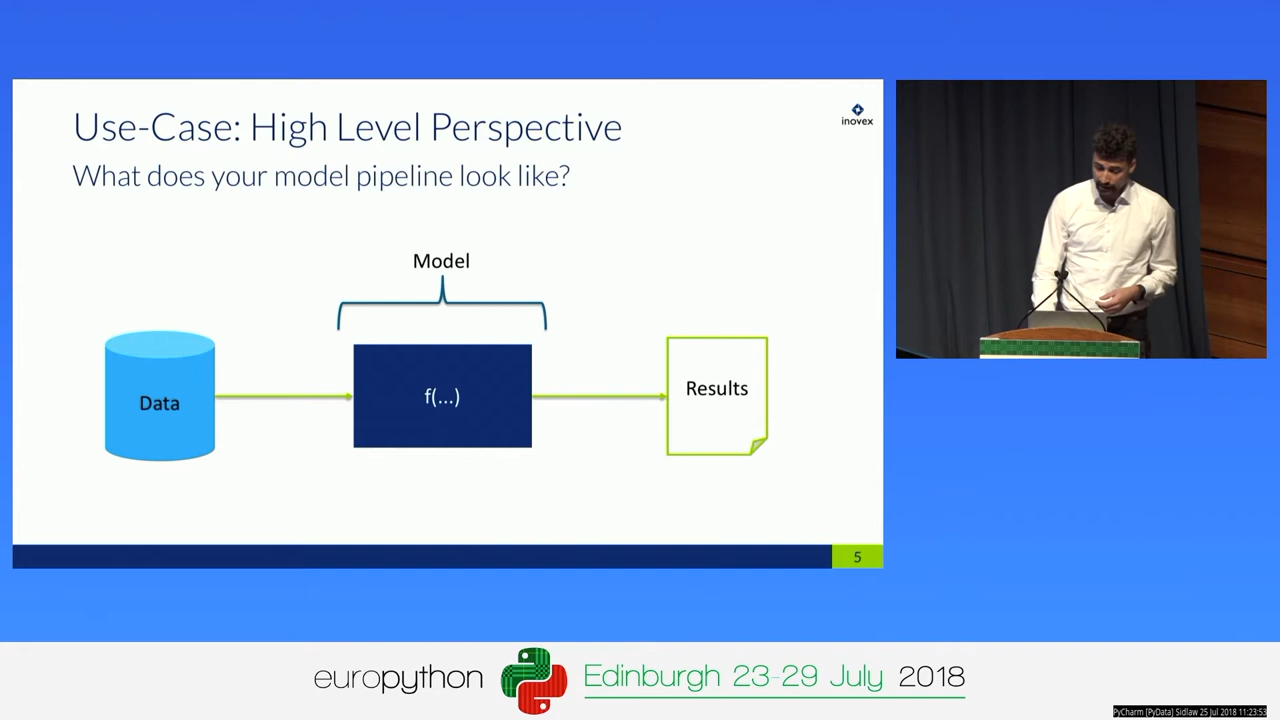 Use-Case: High Level Perspective
What does your model pipeline look like?
inovex
Model
Data
f(...)
Results
5
europython
Edinburgh 23-29 July 2018
PyCharm [PyData] Sidlaw 25 Jul 2018 11:23:53